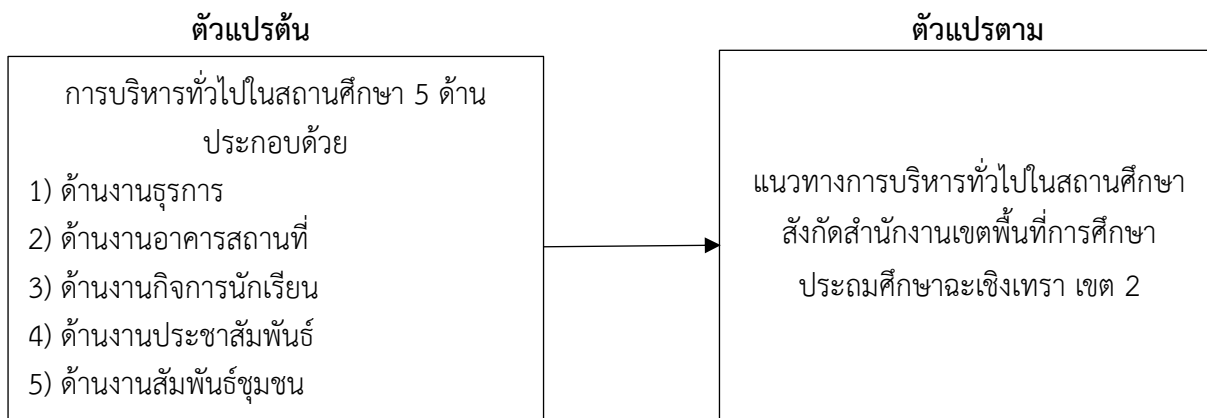 ตัวแปรต้น
การบริหารทั่วไปในสถานศึกษา 5 ด้าน
ประกอบด้วย
1) ด้านงานธุรการ
2) ด้านงานอาคารสถานที่
3) ด้านงานกิจการนักเรียน
4) ด้านงานประชาสัมพันธ์
5) ด้านงานสัมพันธ์ชุมชน
ตัวแปรตาม
แนวทางการบริหารทั่วไปในสถานศึกษา
สังกัดสำนักงานเขตพื้นที่การศึกษา
ประถมศึกษาฉะเชิงเทรา เขต 2